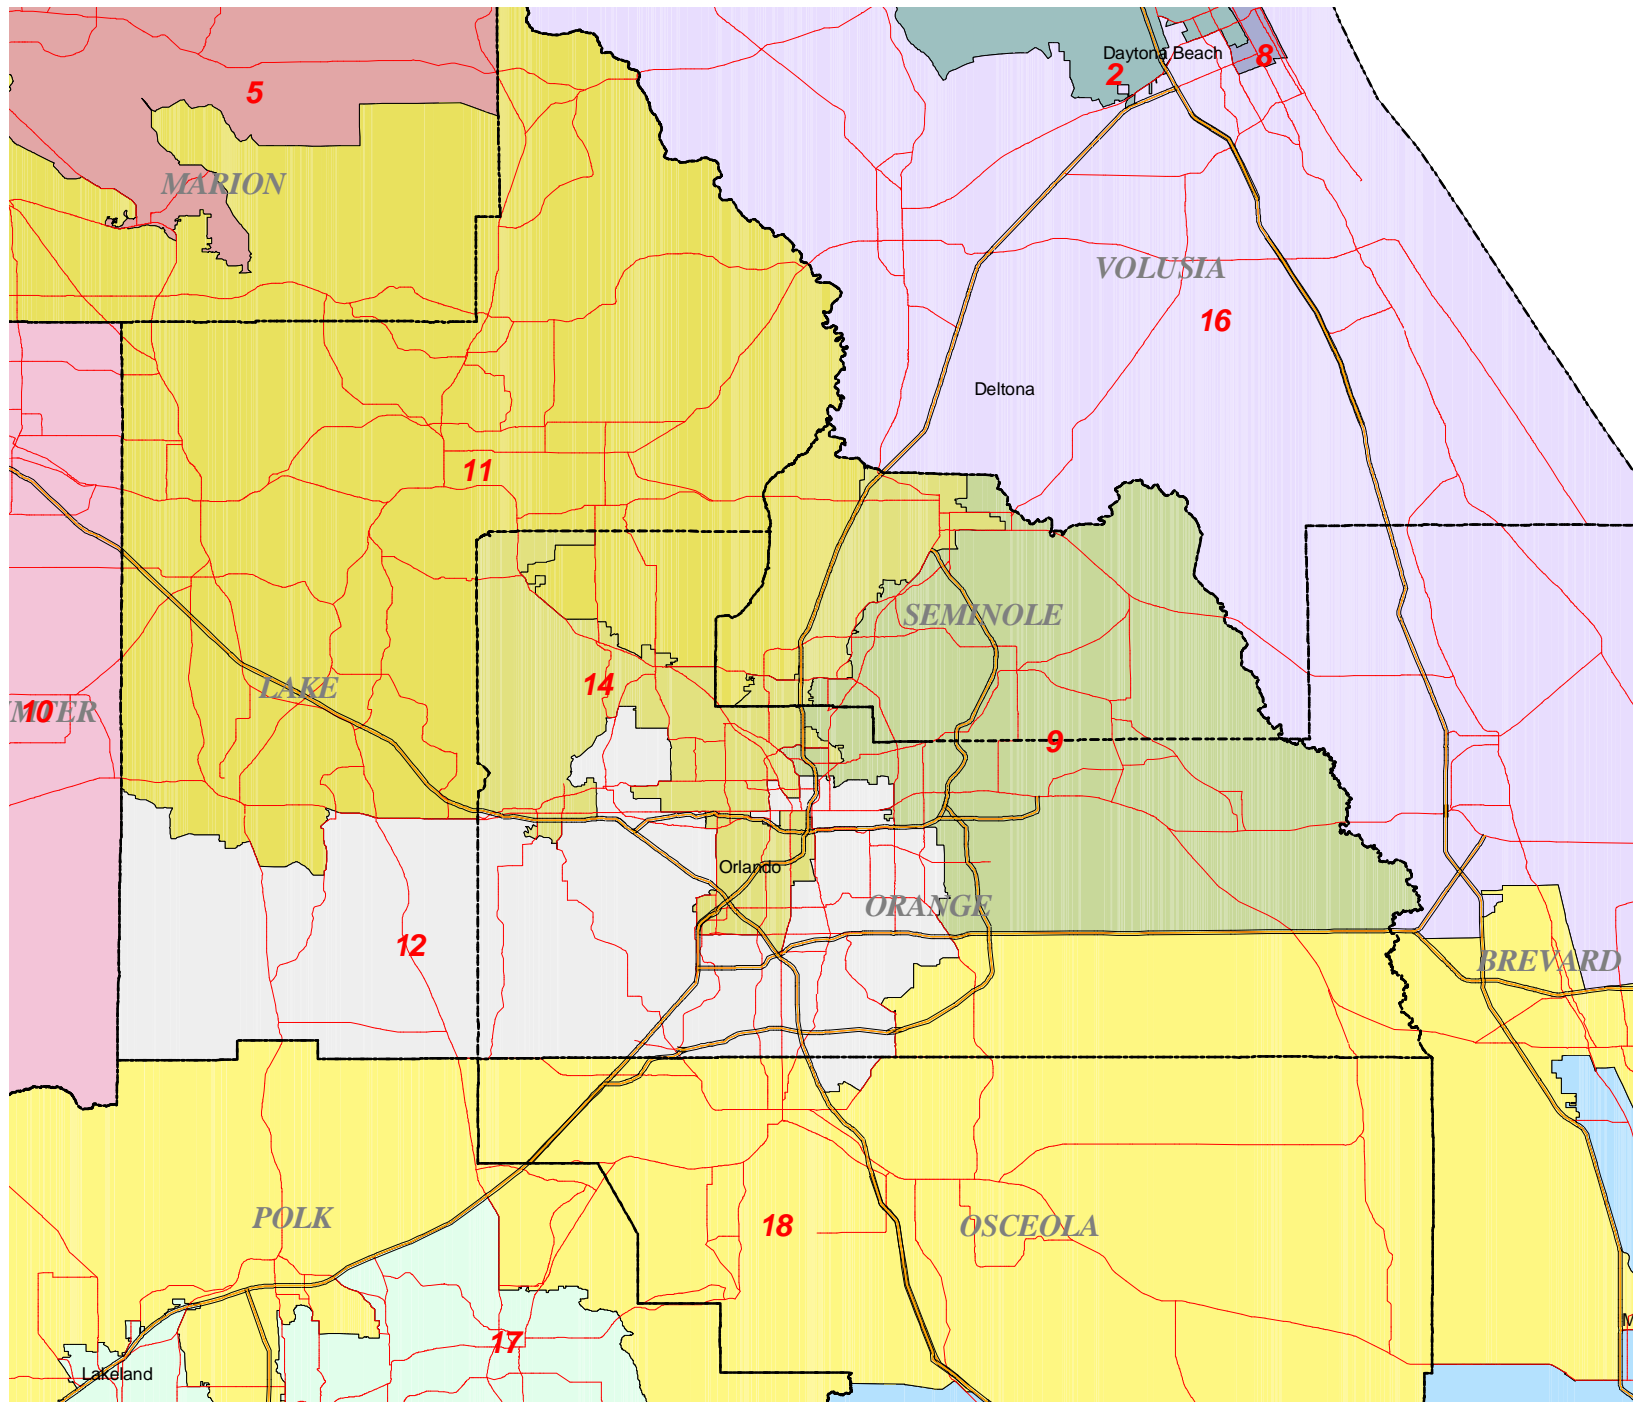 Daytona Beach
8
2
5
MARION
VOLUSIA
16
Deltona
11
SEMINOLE
14
LAKE
10
9
Orlando
ORANGE
12
BREVARD
POLK
18
OSCEOLA
17
Lakeland